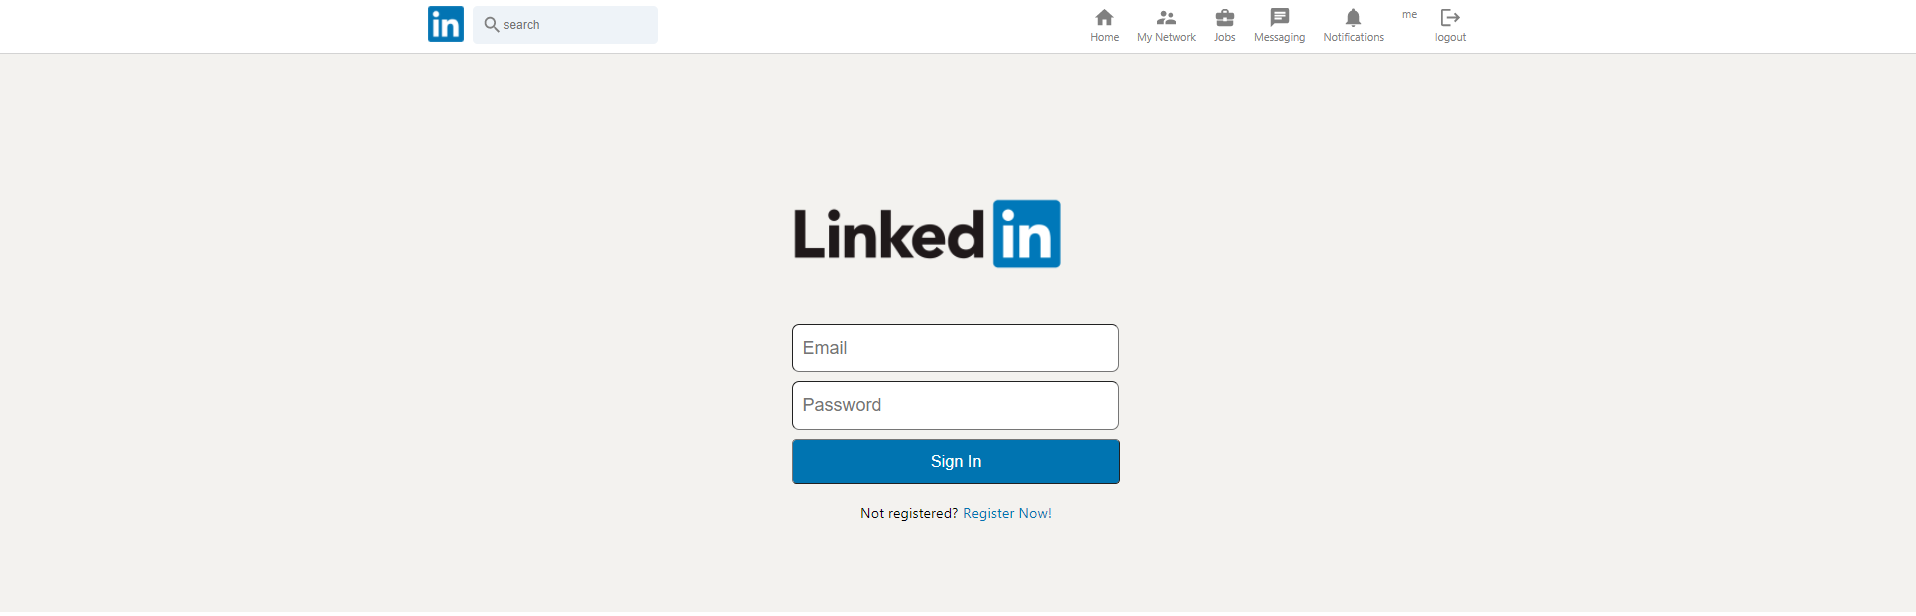 in search Home My Network Jobs Messaging Notifications me logout
Linked in
Email
Password
Sign In
Not registered? Register Now!